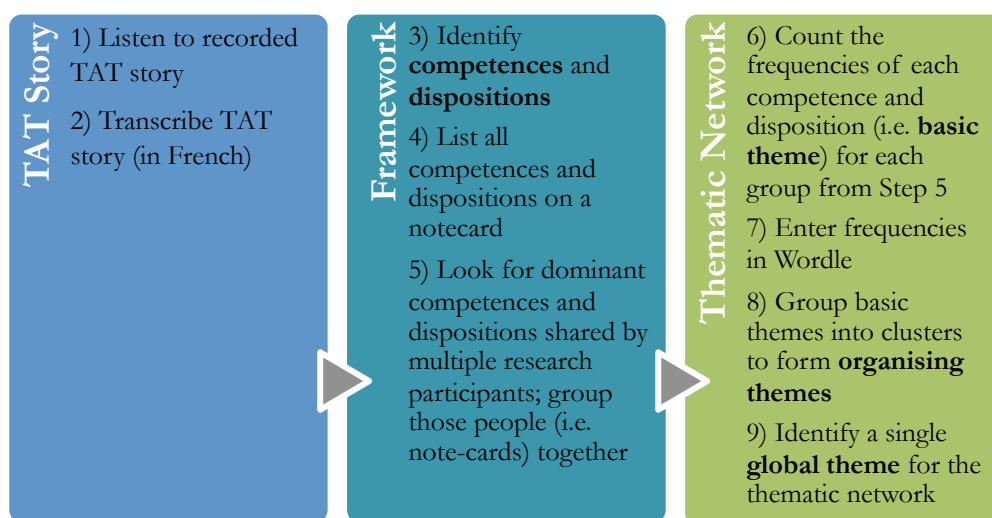 TAT Story
1) Listen to recorded
TAT story
2) Transcribe TAT
story (in French)
Framework
3) Identify
competences and
dispositions
4) List all
competences and
dispositions on a
notecard
5) Look for dominant
competences and
dispositions shared by
multiple research
participants; group
those people (i.e.
note-cards) together
Thematic Network
6) Count the
frequencies of each
competence and
disposition (i.e. basic
theme) for each
group from Step 5
7) Enter frequencies
in Wordle
8) Group basic
themes into clusters
to form organising
themes
9) Identify a single
global theme for the
thematic network